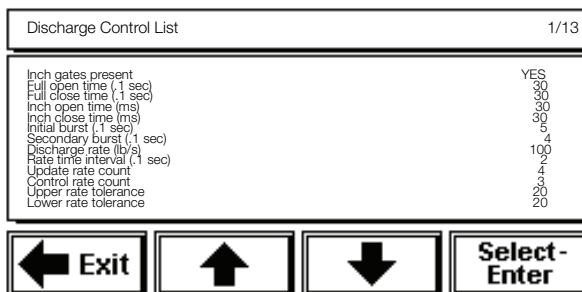 Discharge Control List 1/13
Inch gates present YES
Full open time (.1 sec) 30
Full close time (.1 sec) 30
Inch open time (ms) 30
Inch close time (ms) 30
Initial burst (.1 sec) 5
Secondary burst (.1 sec) 4
Discharge rate (lb/s) 100
Rate time interval (.1 sec) 2
Update rate count 4
Control rate count 3
Upper rate tolerance 20
Lower rate tolerance 20
Exit Select-
Enter